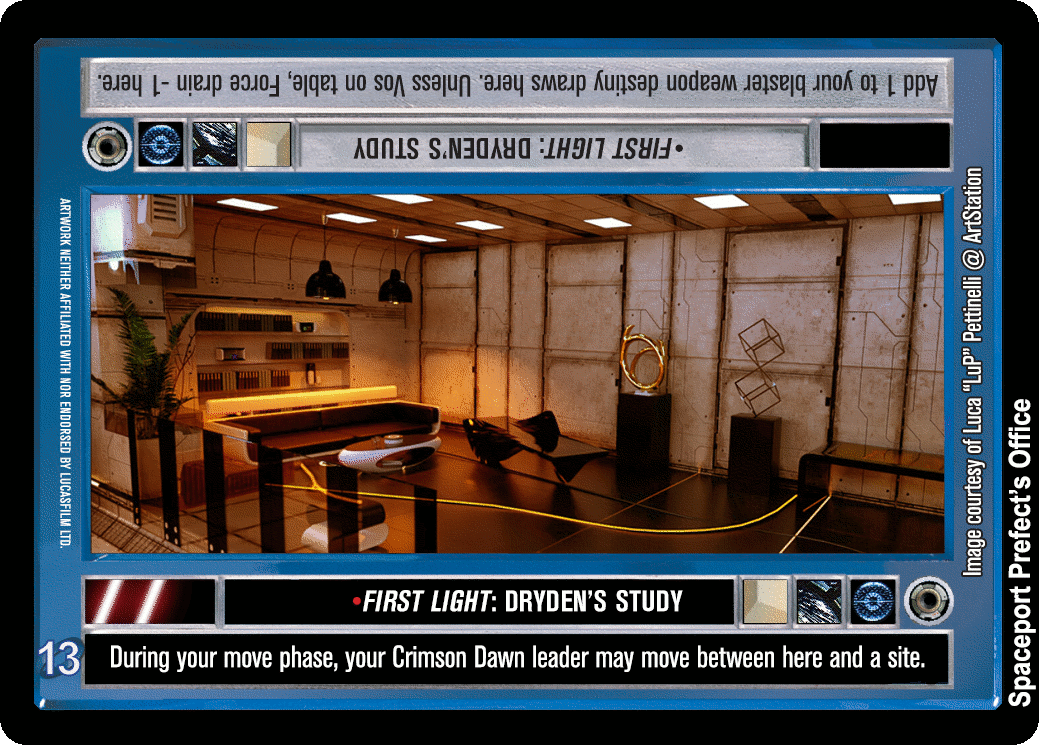 Add 1 to your blaster weapon destiny draws here. Unless Vos on table, Force drain -1 here.
•FIRST LIGHT: DRYDEN'S STUDY
ARTWORK NEITHER AFFILIATED WITH NOR ENDORSED BY LUCASFILM LTD.
Image courtesy of Luca “LuP” Pettinelli @ ArtStation
Spaceport Prefect's Office
•FIRST LIGHT: DRYDEN'S STUDY
13
During your move phase, your Crimson Dawn leader may move between here and a site.